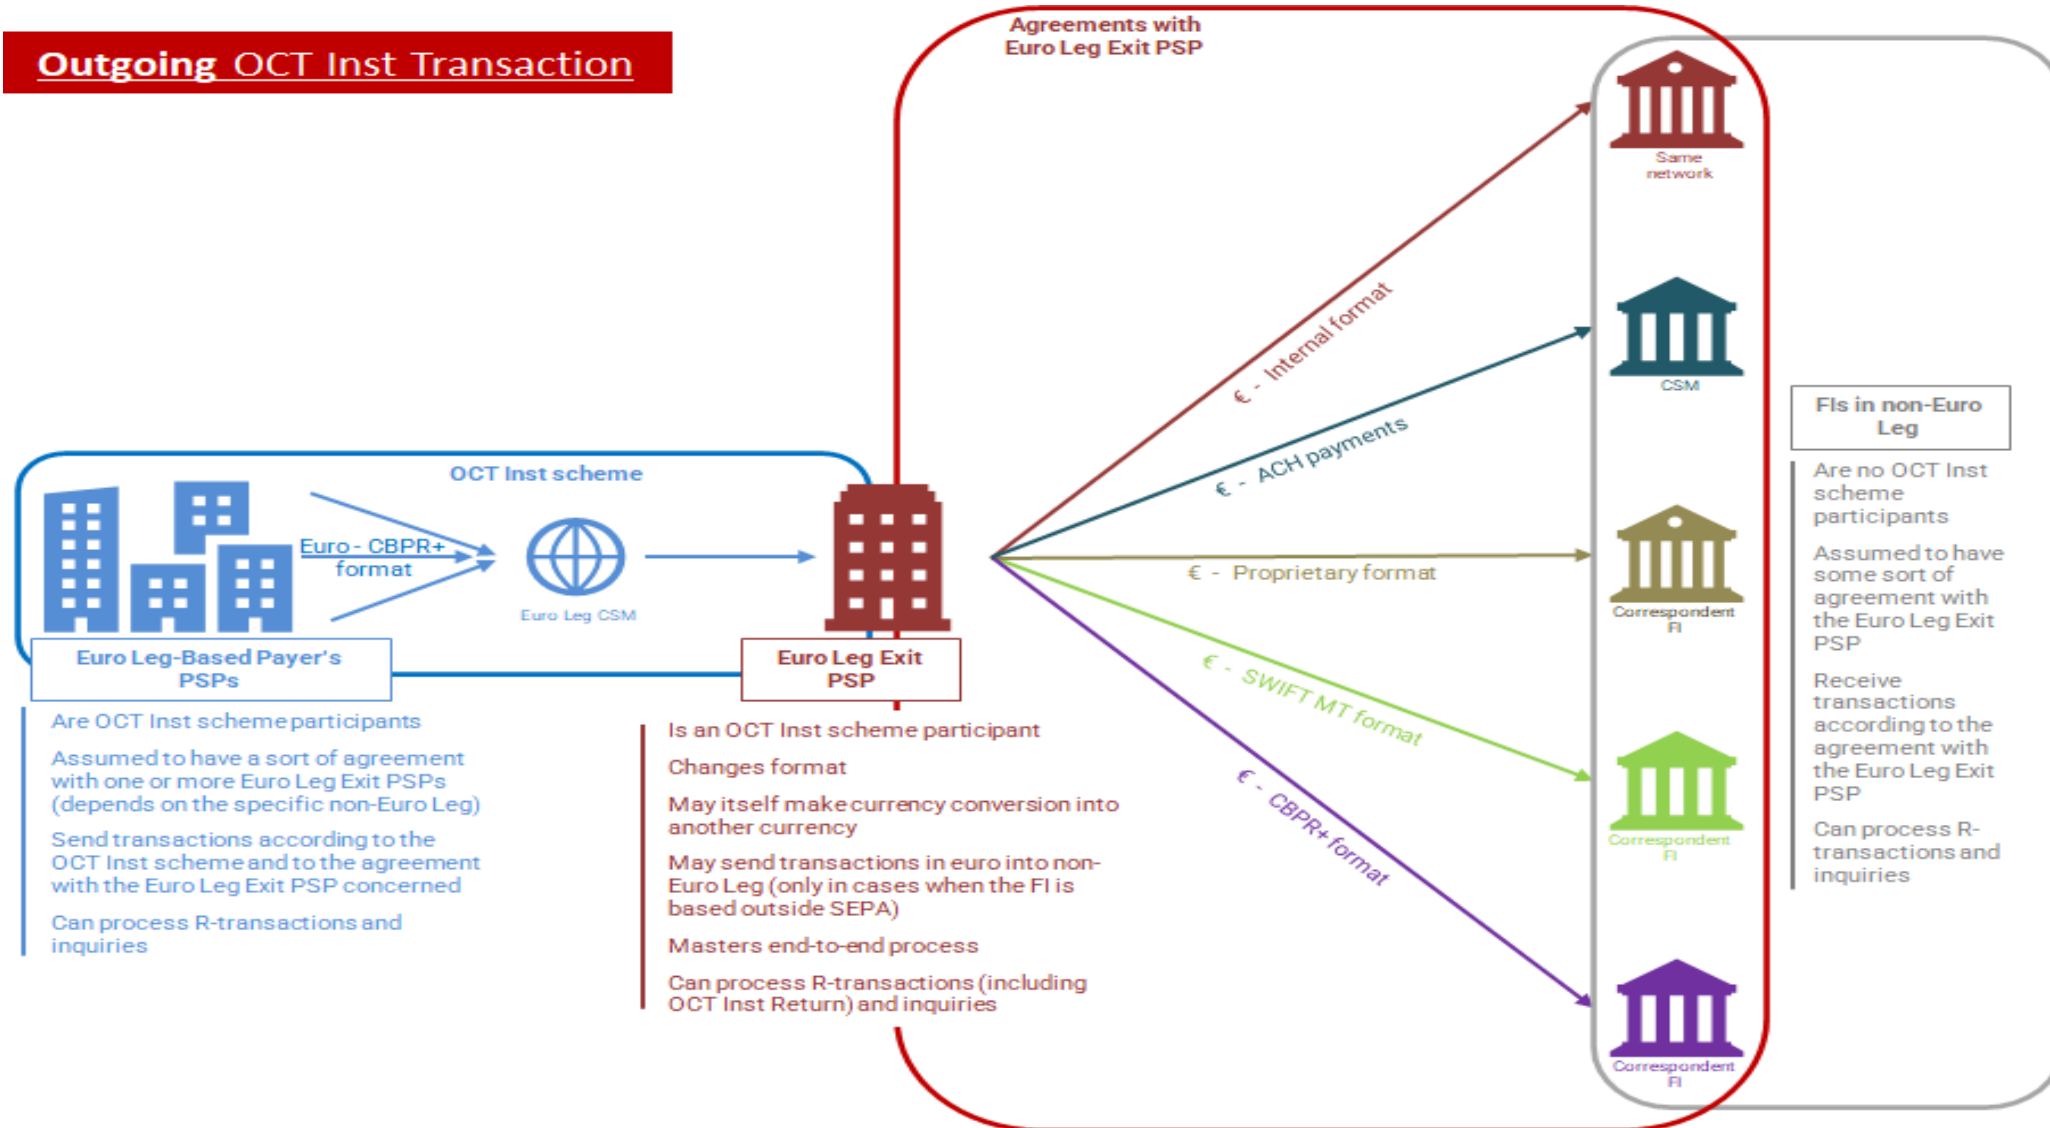 Outgoing OCT Inst Transaction
Agreements with
Euro Leg Exit PSP
Same
network
€ - Internal format
CSM
€ - ACH payments
Correspondent
FI
€ - Proprietary format
Correspondent
FI
€ - SWIFT MT format
Correspondent
FI
€ - CBPR+ format
OCT Inst scheme
Euro - CBPR+
format
Euro Leg CSM
Euro Leg-Based Payer's
PSPs
Are OCT Inst scheme participants
Assumed to have a sort of agreement
with one or more Euro Leg Exit PSPs
(depends on the specific non-Euro Leg)
Send transactions according to the
OCT Inst scheme and to the agreement
with the Euro Leg Exit PSP concerned
Can process R-transactions and
inquiries
Euro Leg Exit
PSP
Is an OCT Inst scheme participant
Changes format
May itself make currency conversion into
another currency
May send transactions in euro into non-
Euro Leg (only in cases when the FI is
based outside SEPA)
Masters end-to-end process
Can process R-transactions (including
OCT Inst Return) and inquiries
FIs in non-Euro
Leg
Are no OCT Inst
scheme
participants
Assumed to have
some sort of
agreement with
the Euro Leg Exit
PSP
Receive
transactions
according to the
agreement with
the Euro Leg Exit
PSP
Can process R-
transactions and
inquiries